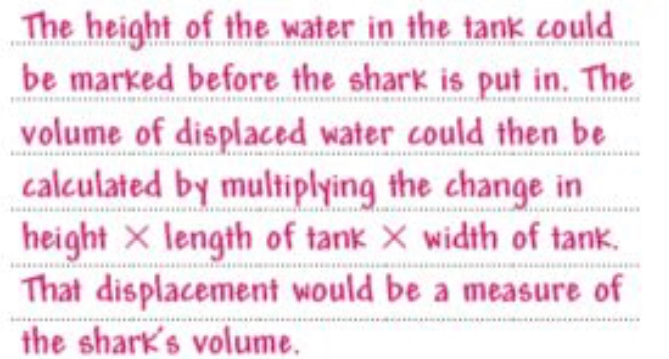 The height of the water in the tank could
be marked before the shark is put in. The
volume of displaced water could then be
calculated by multiplying the change in
height × length of tank × width of tank.
That displacement would be a measure of
the shark's volume.